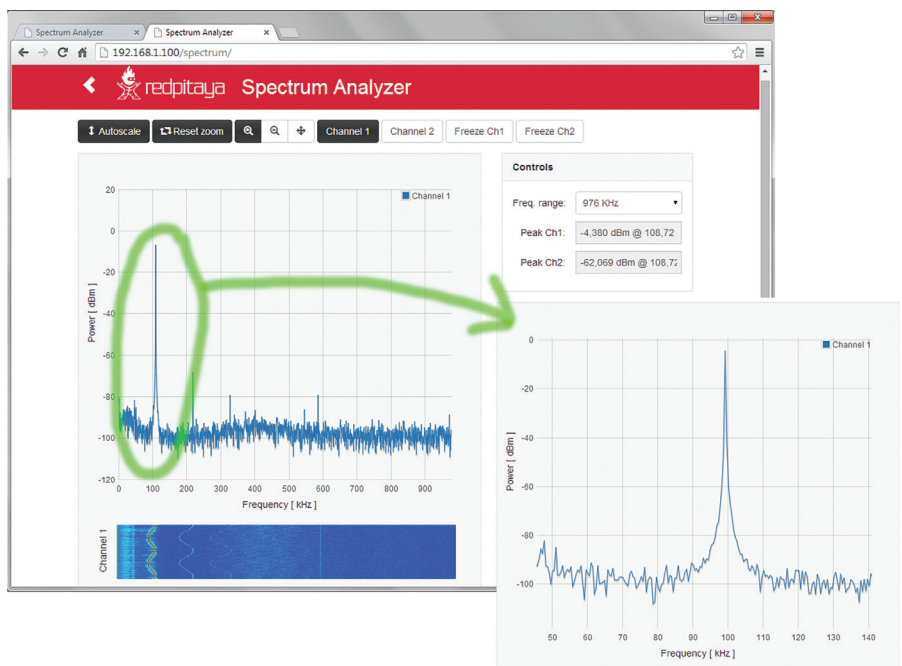 Spectrum Analyzer × Spectrum Analyzer ×
192.168.1.100/spectrum/
redpitaya Spectrum Analyzer
Autoscale Reset zoom Channel 1 Channel 2 Freeze Ch1 Freeze Ch2
Channel 1
20
0
-20
-40
-60
-80
-100
-120
Power [ dBm ]
0 100 200 300 400 500 600 700 800 900
Frequency [ kHz ]
Channel 1
Controls
Freq. range: 976 KHz
Peak Ch1: -4,380 dBm @ 108,72
Peak Ch2: -62,069 dBm @ 108,72
Channel 1
0
-20
-40
-60
-80
-100
Power [ dBm ]
50 60 70 80 90 100 110 120 130 140
Frequency [ kHz ]